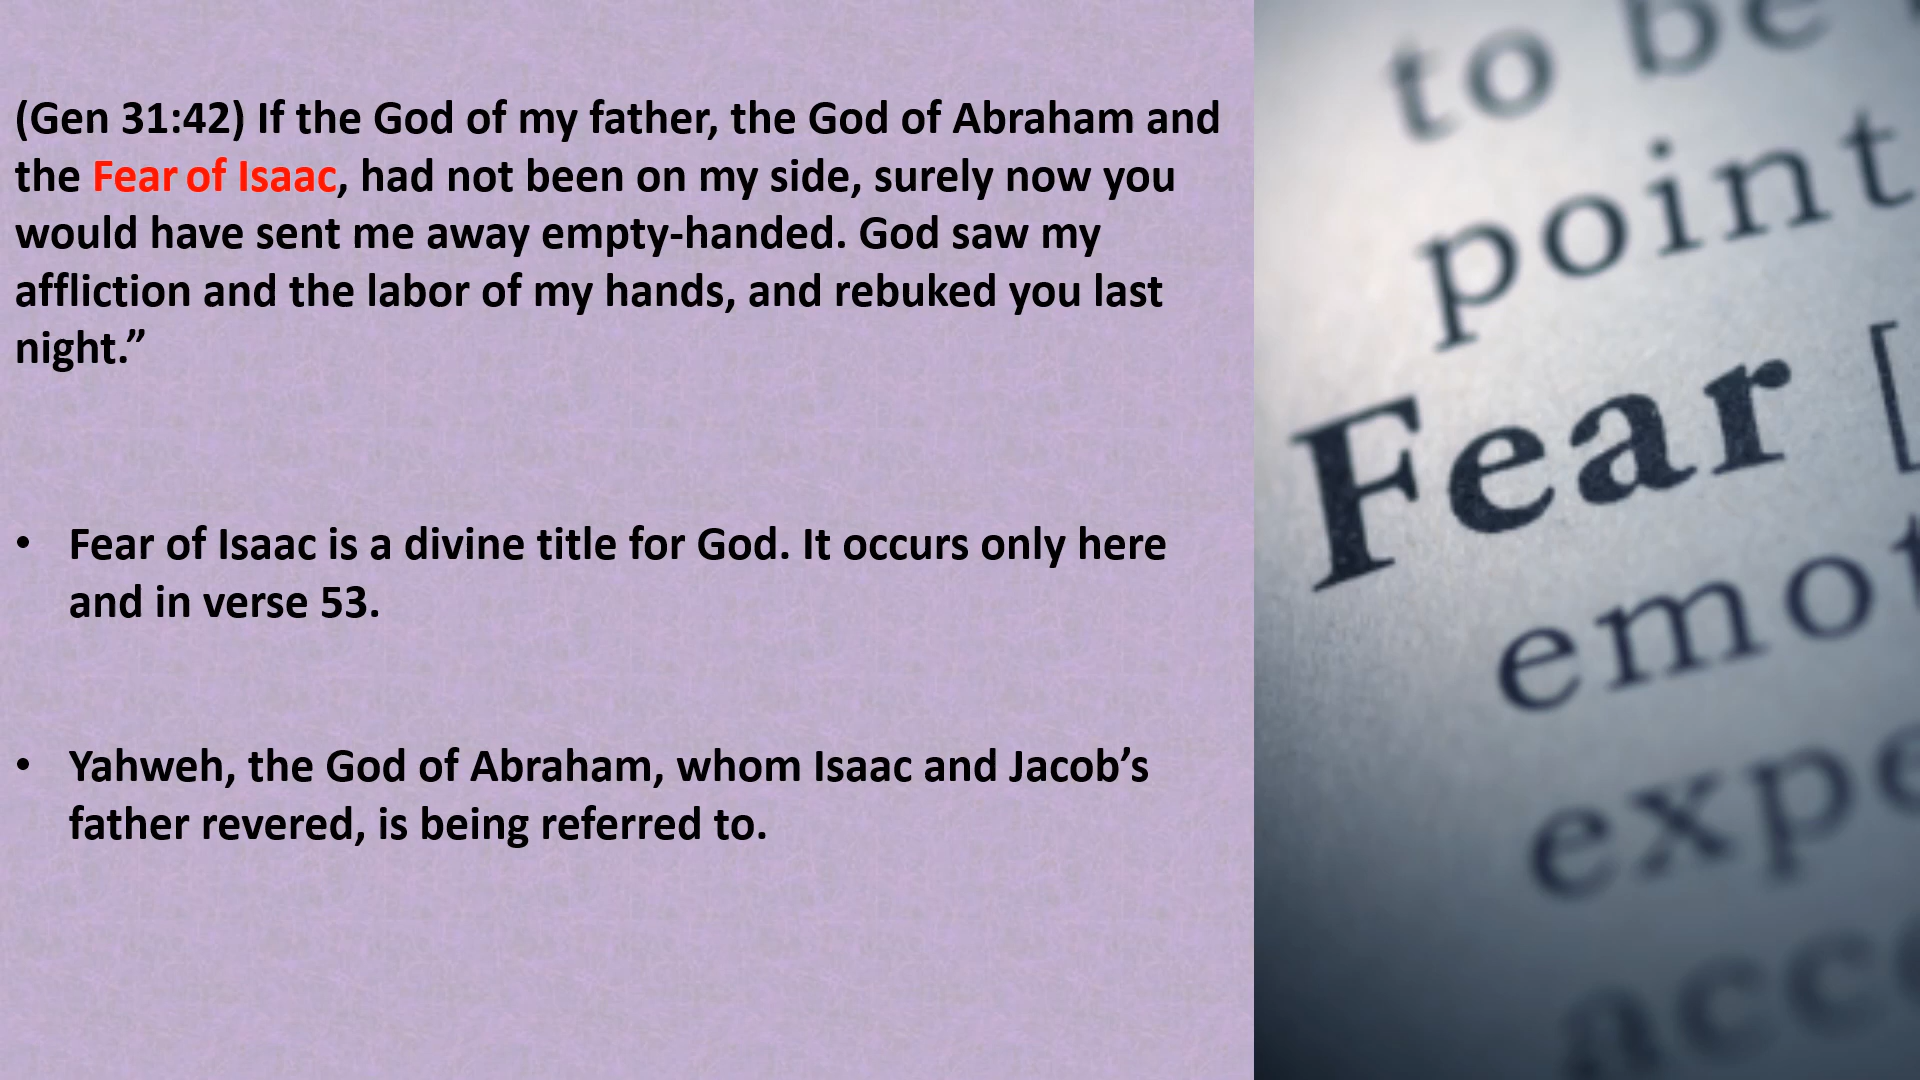 (Gen 31:42) If the God of my father, the God of Abraham and
the Fear of Isaac, had not been on my side, surely now you
would have sent me away empty-handed. God saw my
affliction and the labor of my hands, and rebuked you last
night.”
• Fear of Isaac is a divine title for God. It occurs only here
and in verse 53.
• Yahweh, the God of Abraham, whom Isaac and Jacob’s
father revered, is being referred to.
to be
point
Fear [
emot
expe
acc